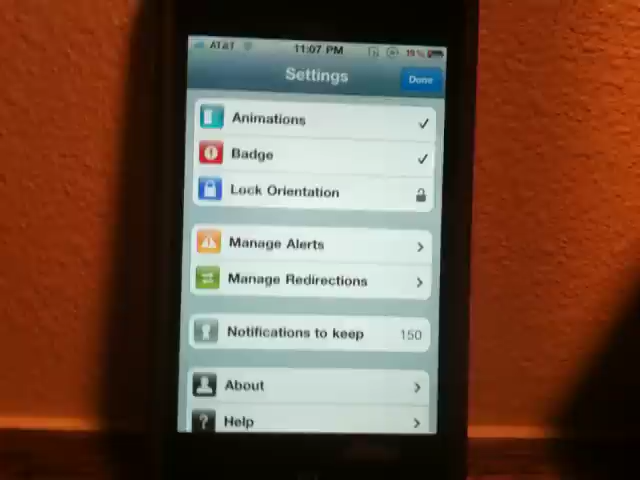 AT&T 11:07 PM 19%
Settings
Done
Animations
Badge
Lock Orientation
Manage Alerts
Manage Redirections
Notifications to keep 150
About
? Help